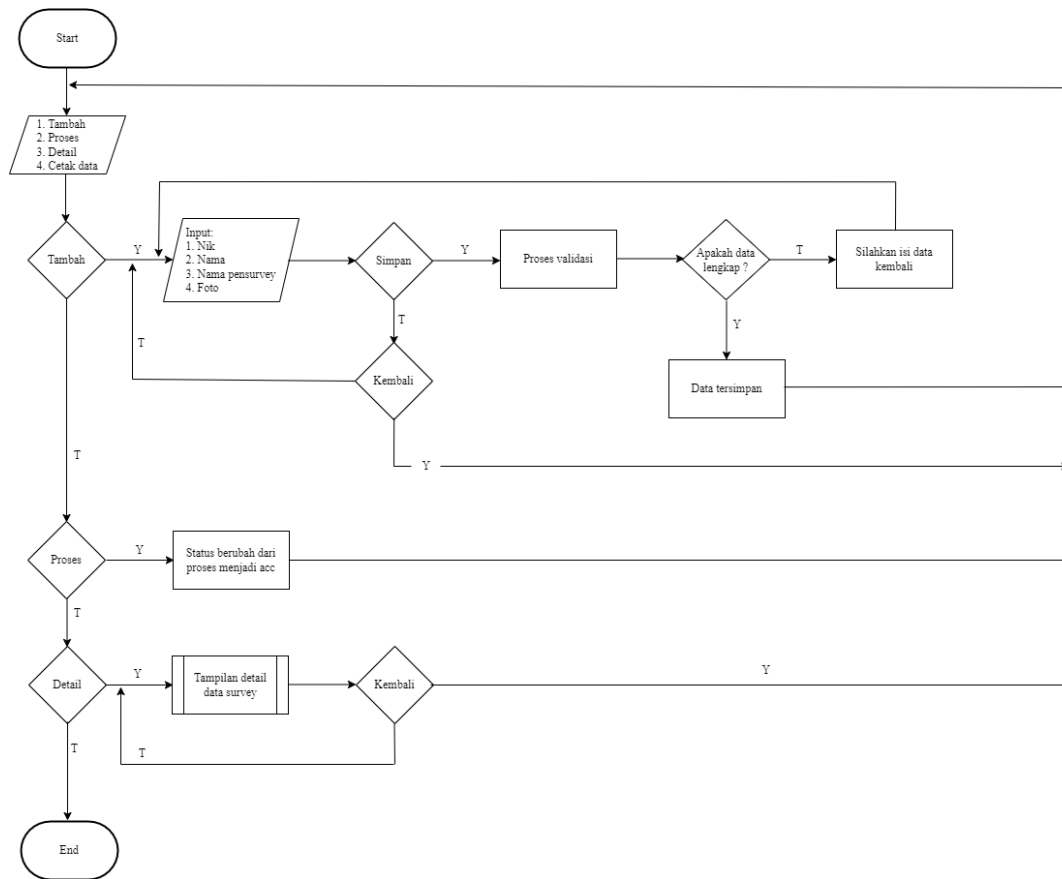 Start
1. Tambah
2. Proses
3. Detail
4. Cetak data
Tambah
Y
Input:
1. Nik
2. Nama
3. Nama pensurvey
4. Foto
Simpan
Y
Proses validasi
Apakah data
lengkap ?
T
Silahkan isi data
kembali
T
Y
T
Kembali
Data tersimpan
T
Y
Proses
Y
Status berubah dari
proses menjadi acc
T
Detail
Y
Tampilan detail
data survey
Kembali
Y
T
T
End